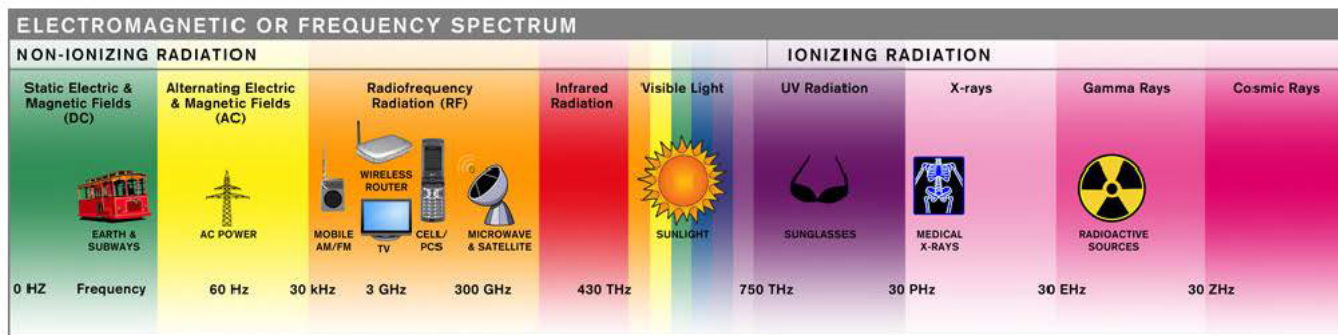 ELECTROMAGNETIC OR FREQUENCY SPECTRUM
NON-IONIZING RADIATION
IONIZING RADIATION
Static Electric &
Magnetic Fields
(DC)
Alternating Electric
& Magnetic Fields
(AC)
Radiofrequency
Radiation (RF)
Infrared
Radiation
Visible Light
UV Radiation
X-rays
Gamma Rays
Cosmic Rays
EARTH &
SUBWAYS
AC POWER
MOBILE
AM/FM
WIRELESS
ROUTER
TV
CELL/
PCS
MICROWAVE
& SATELLITE
SUNLIGHT
SUNGLASSES
MEDICAL
X-RAYS
RADIOACTIVE
SOURCES
0 HZ
Frequency
60 Hz
30 kHz
3 GHz
300 GHz
430 THz
750 THz
30 PHz
30 EHz
30 ZHz